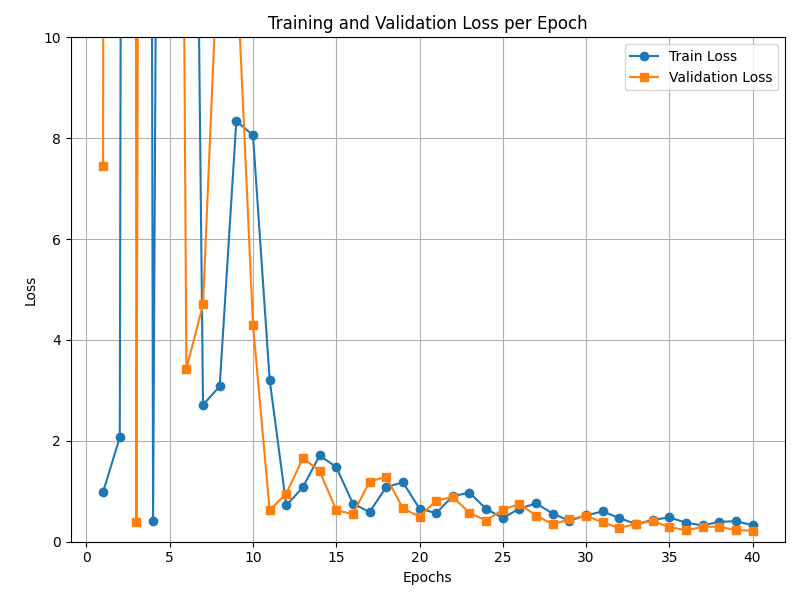 Training and Validation Loss per Epoch
Train Loss
Validation Loss
Loss
10
8
6
4
2
0
0 5 10 15 20 25 30 35 40
Epochs